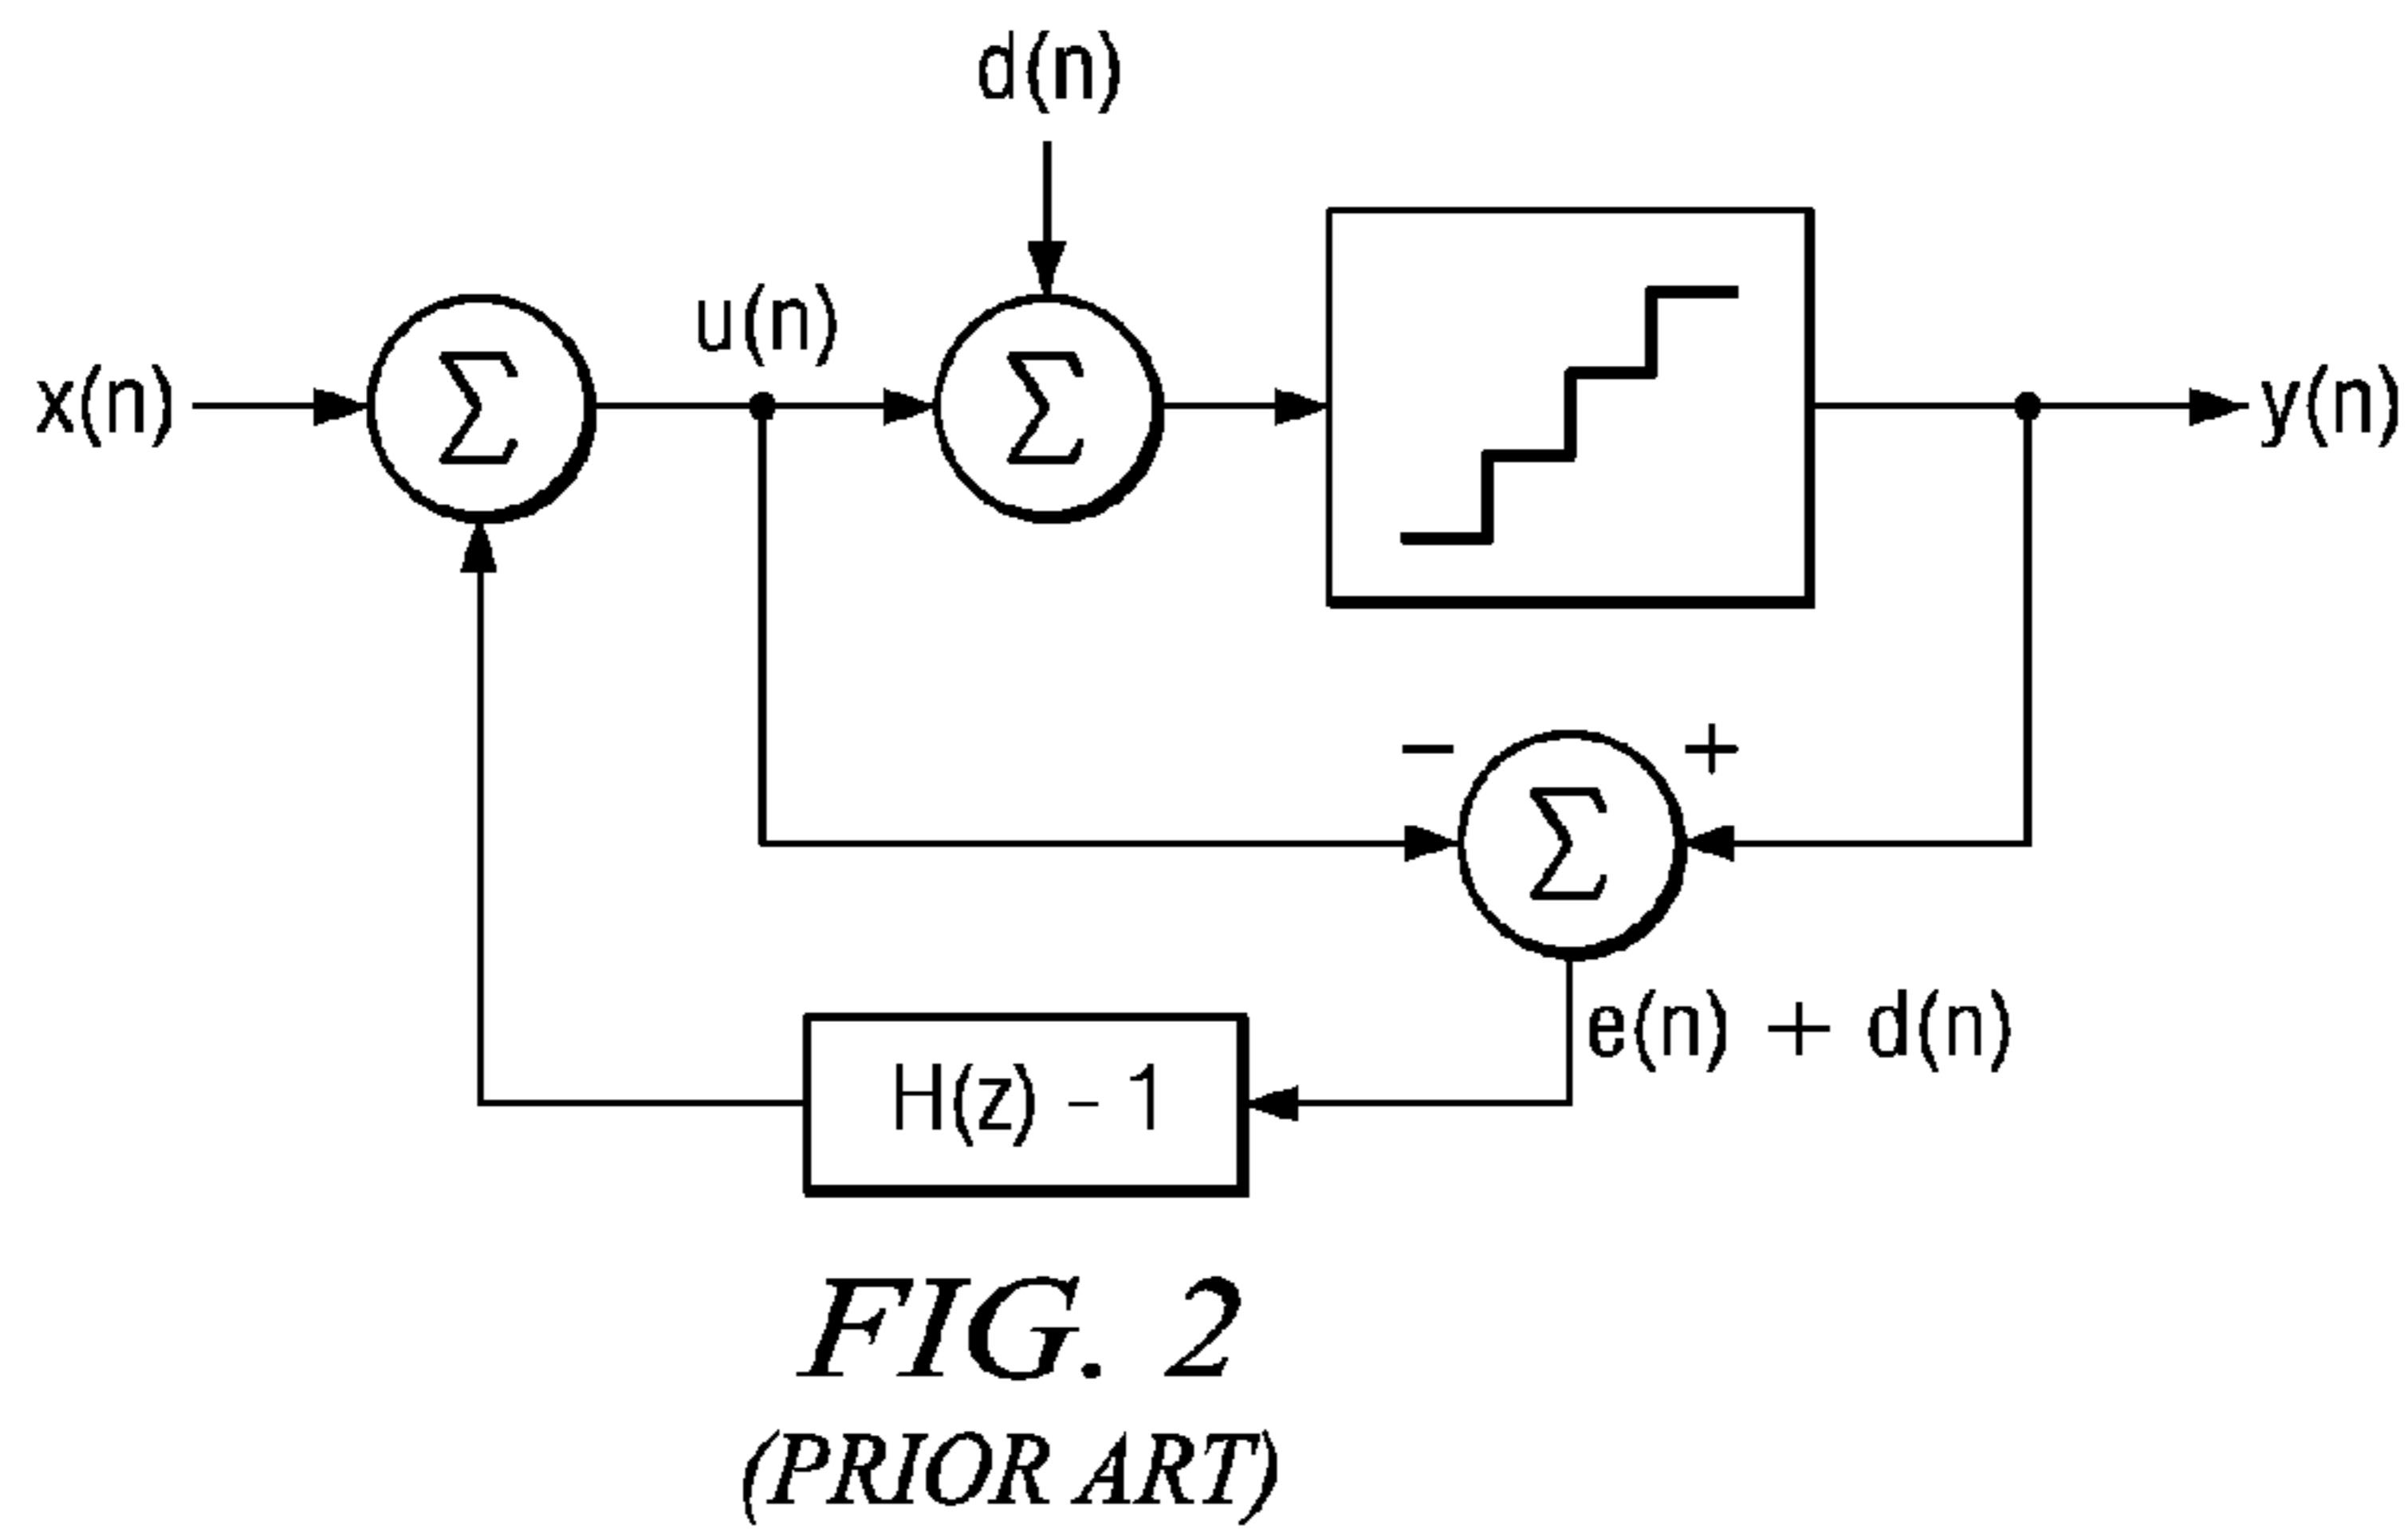 d(n)
x(n)
Σ
u(n)
Σ
y(n)
− +
Σ
e(n) + d(n)
H(z) - 1
FIG. 2
(PRIOR ART)